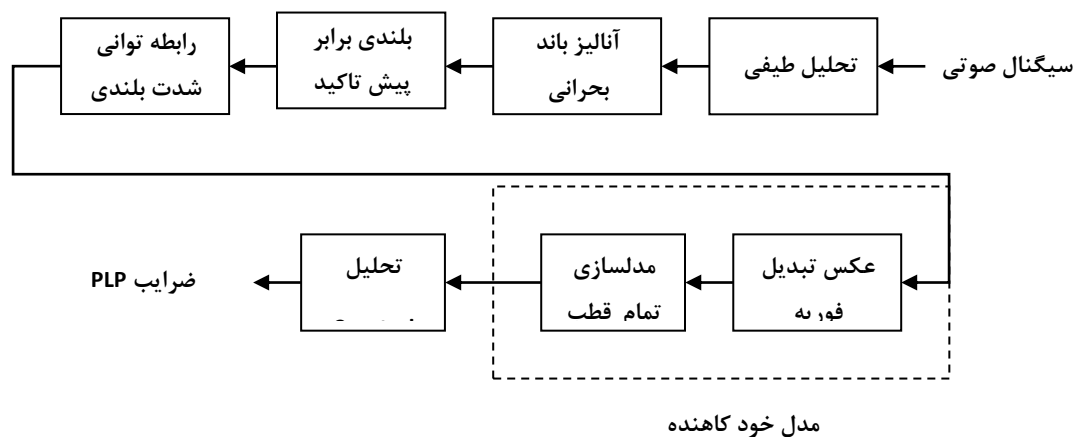 سیگنال صوتی
تحلیل طیفی
آنالیز باند
بحرانی
بلندی برابر
پیش تاکید
رابطه توانی
شدت بلندی
عکس تبدیل
فوریه
مدلسازی
تمام قطب
تحلیل
ضرایب PLP
مدل خود کاهنده